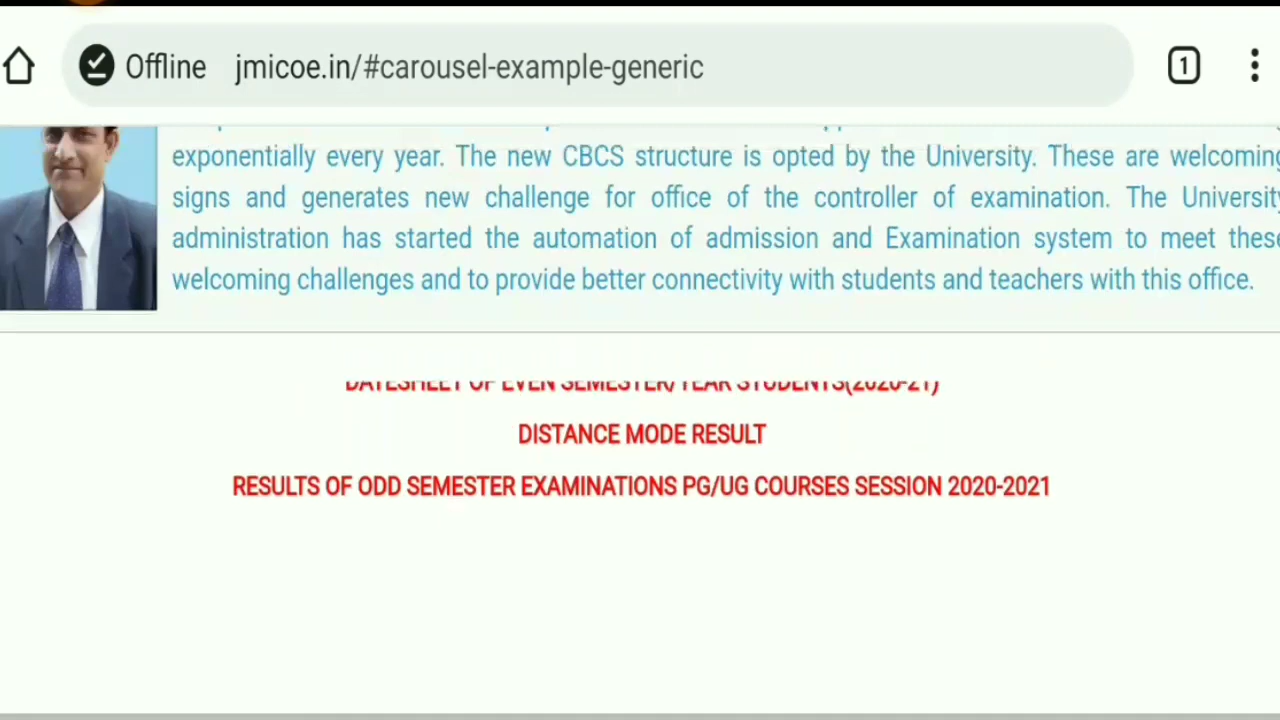 Offline jmicoe.in/#carousel-example-generic 1
exponentially every year. The new CBCS structure is opted by the University. These are welcoming
signs and generates new challenge for office of the controller of examination. The University
administration has started the automation of admission and Examination system to meet these
welcoming challenges and to provide better connectivity with students and teachers with this office.
DATESHEET OF EVEN SEMESTER/YEAR STUDENTS(2020-21)
DISTANCE MODE RESULT
RESULTS OF ODD SEMESTER EXAMINATIONS PG/UG COURSES SESSION 2020-2021